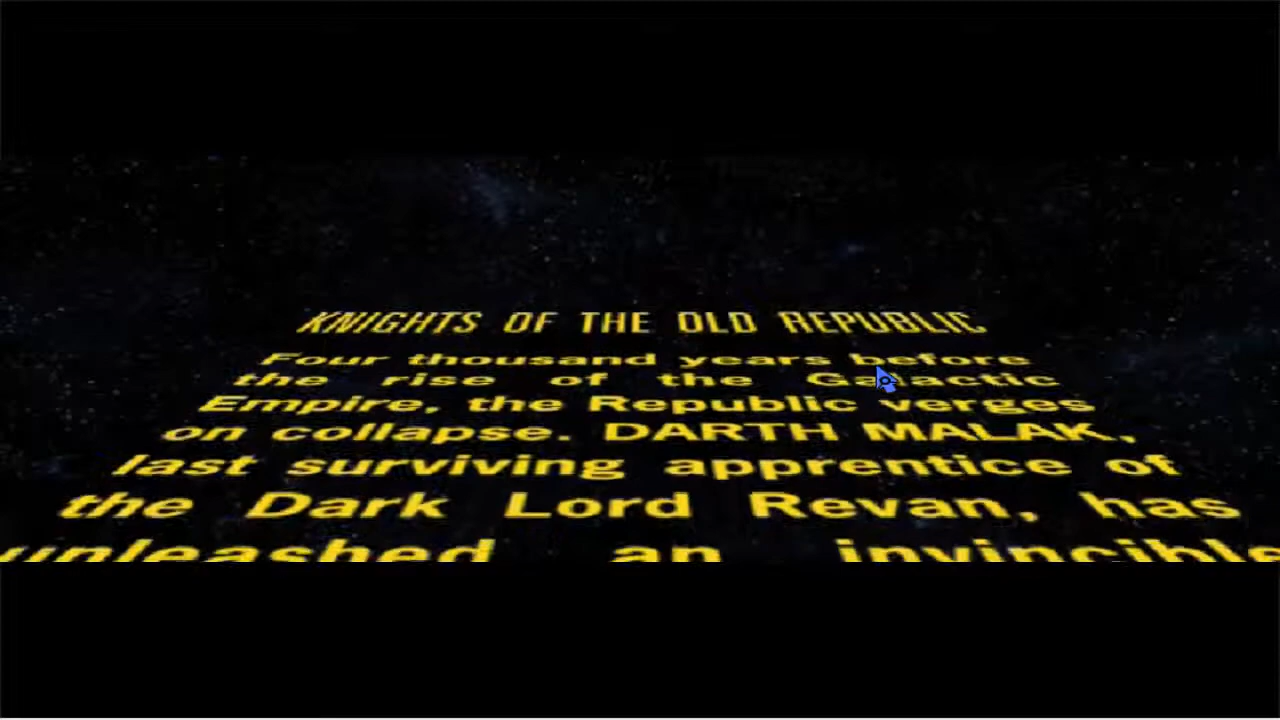 KNIGHTS OF THE OLD REPUBLIC
Four thousand years before
the rise of the Galactic
Empire, the Republic verges
on collapse. DARTH MALAK,
last surviving apprentice of
the Dark Lord Revan, has
unleashed an invincible